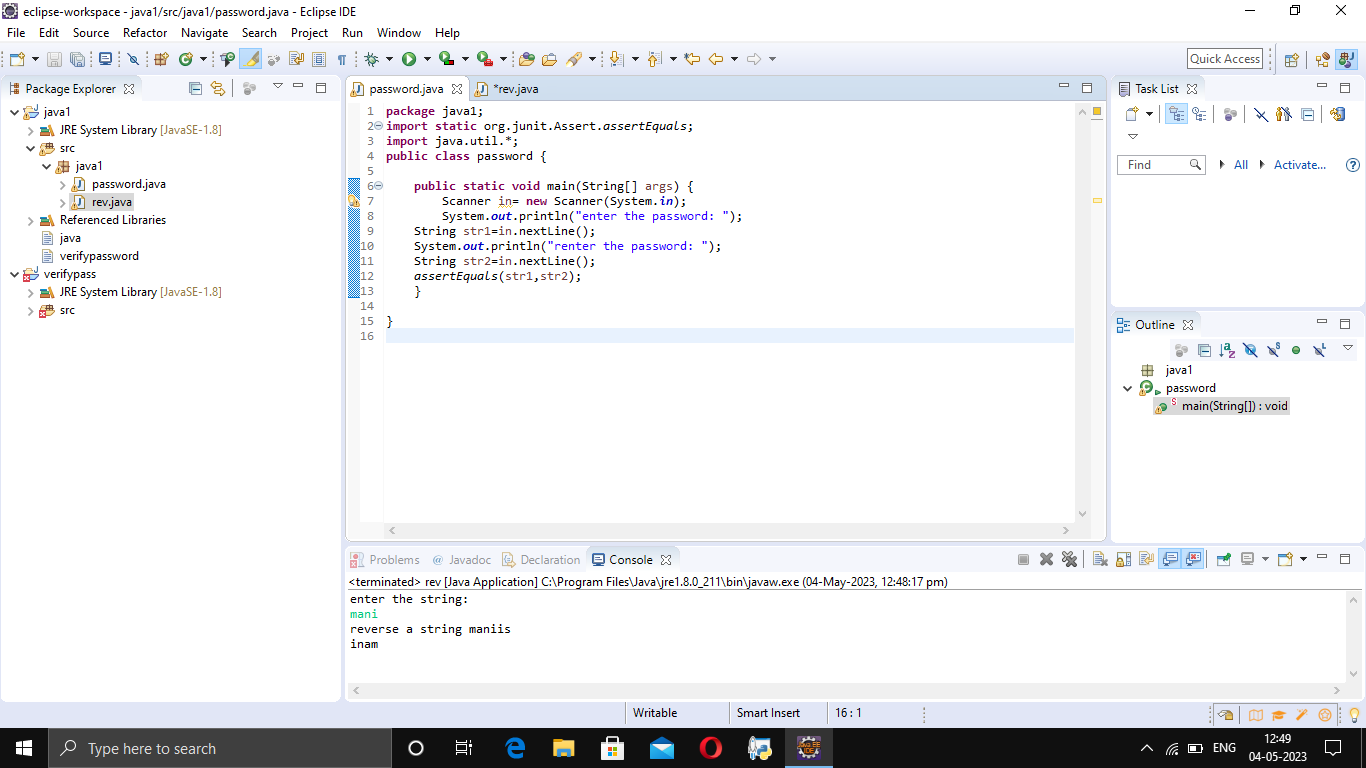 eclipse-workspace - java1/src/java1/password.java - Eclipse IDE
File Edit Source Refactor Navigate Search Project Run Window Help
Quick Access
Package Explorer
java1
JRE System Library [JavaSE-1.8]
src
java1
password.java
rev.java
Referenced Libraries
java
verifypassword
verifypass
JRE System Library [JavaSE-1.8]
src
password.java
*rev.java
1 package java1;
2 import static org.junit.Assert.assertEquals;
3 import java.util.*;
4 public class password {
5
6 public static void main(String[] args) {
7 Scanner in= new Scanner(System.in);
8 System.out.println("enter the password: ");
9 String str1=in.nextLine();
10 System.out.println("renter the password: ");
11 String str2=in.nextLine();
12 assertEquals(str1,str2);
13 }
14
15 }
16
Task List
Find
All
Activate...
Outline
java1
password
main(String[]) : void
Problems
@ Javadoc
Declaration
Console
<terminated> rev [Java Application] C:\Program Files\Java\jre1.8.0_211\bin\javaw.exe (04-May-2023, 12:48:17 pm)
enter the string:
mani
reverse a string maniis
inam
Writable
Smart Insert
16 : 1
Type here to search
Java EE
IDE
ENG
12:49
04-05-2023